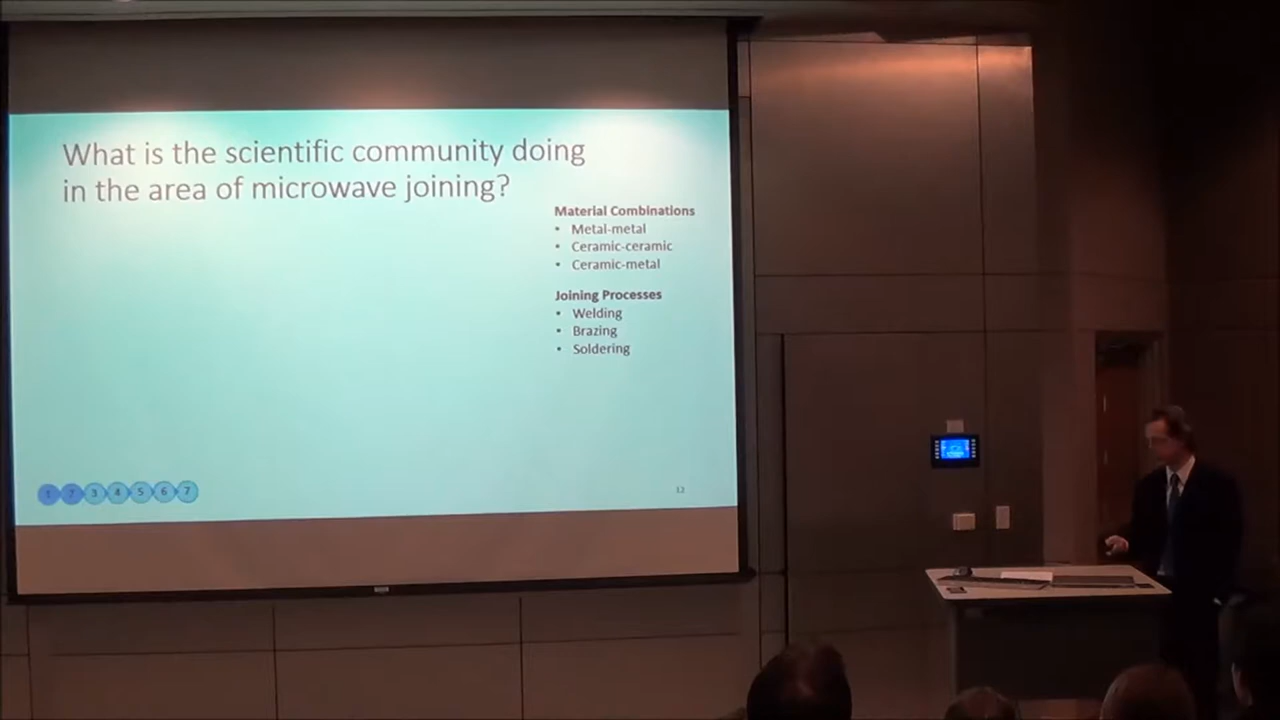 What is the scientific community doing
in the area of microwave joining?
Material Combinations
• Metal-metal
• Ceramic-ceramic
• Ceramic-metal
Joining Processes
• Welding
• Brazing
• Soldering
1 2 3 4 5 6 7
12